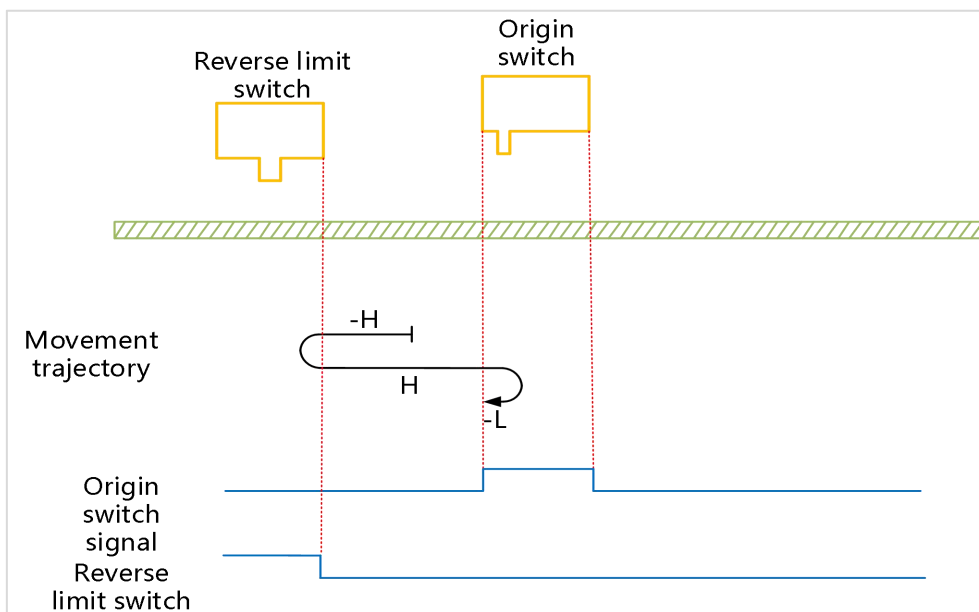 Origin
switch
Reverse limit
switch
-H
Movement
trajectory
H
-L
Origin
switch
signal
Reverse
limit switch